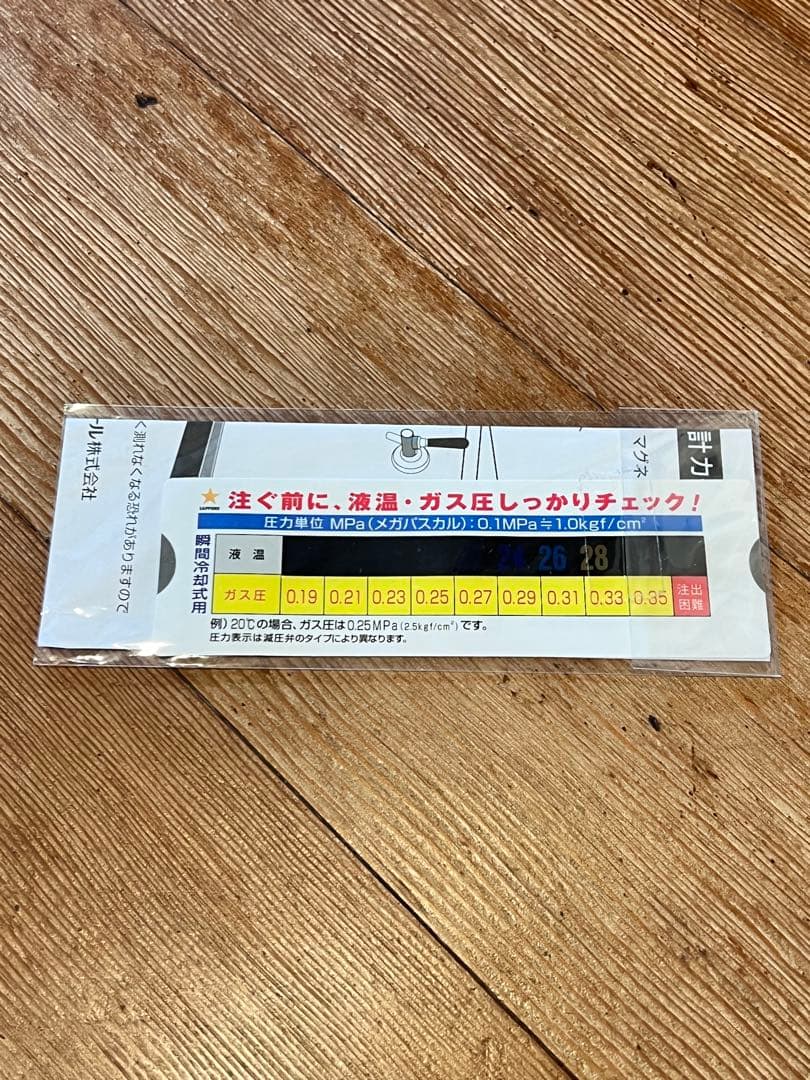 計力
マグネ
ール株式会社
く測れなくなる恐れがありますので
SAPPORO
注ぐ前に、液温・ガス圧しっかりチェック!
圧力単位 MPa(メガパスカル):0.1MPa≒1.0kgf/cm²
瞬間冷却式用
液温 24 26 28
ガス圧 0.19 0.21 0.23 0.25 0.27 0.29 0.31 0.33 0.35 注出困難
例)20℃の場合、ガス圧は0.25MPa(2.5kgf/cm²)です。
圧力表示は減圧弁のタイプにより異なります。